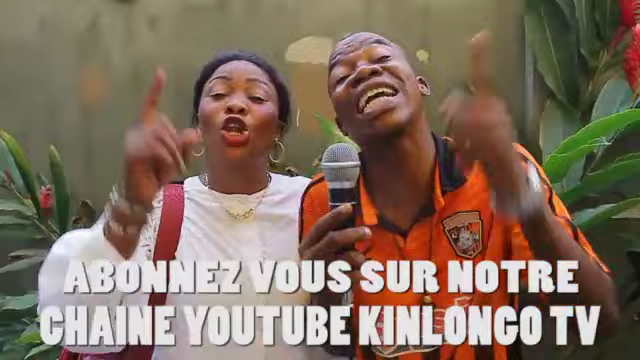 ABONNEZ VOUS SUR NOTRE
CHAINE YOUTUBE KINLONGO TV